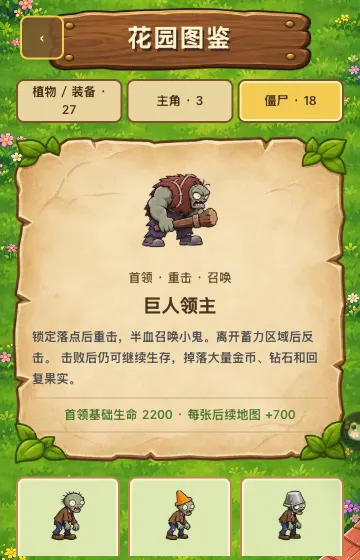 ‹
花园图鉴
植物 / 装备 ·
27
主角 · 3
僵尸 · 18
首领 · 重击 · 召唤
巨人领主
锁定落点后重击，半血召唤小鬼。离开蓄力区域后反
击。 击败后仍可继续生存，掉落大量金币、钻石和回
复果实。
首领基础生命 2200 · 每张后续地图 +700